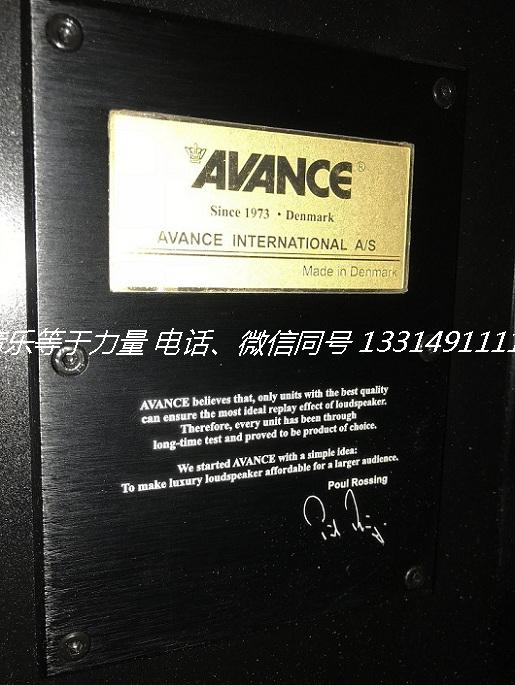 AVANCE®
Since 1973 • Denmark
AVANCE INTERNATIONAL A/S
Made in Denmark
乐等于力量 电话、微信同号 1331491111
AVANCE believes that, only units with the best quality
can ensure the most ideal replay effect of loudspeaker.
Therefore, every unit has been through
long-time test and proved to be product of choice.
We started AVANCE with a simple idea:
To make luxury loudspeaker affordable for a larger audience.
Poul Rossing